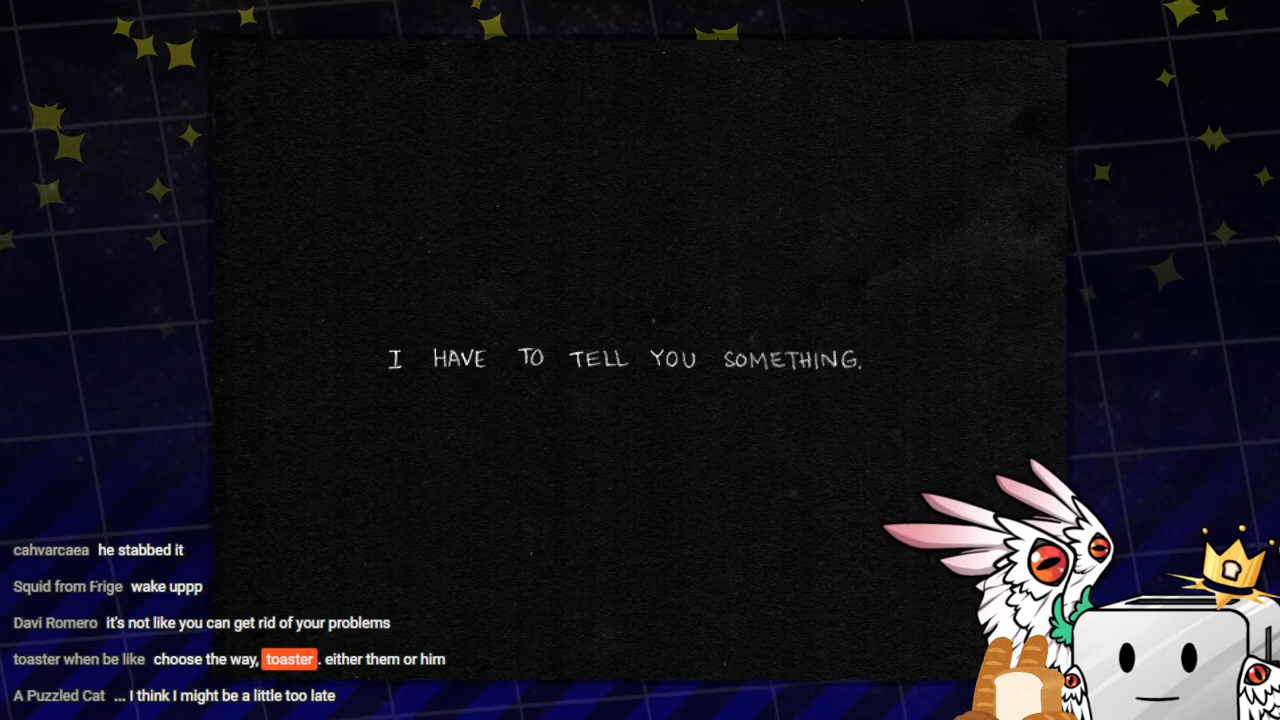 I HAVE TO TELL YOU SOMETHING.
cahvarcaea he stabbed it
Squid from Frige wake uppp
Davi Romero it's not like you can get rid of your problems
toaster when be like choose the way, toaster. either them or him
A Puzzled Cat ... I think I might be a little too late